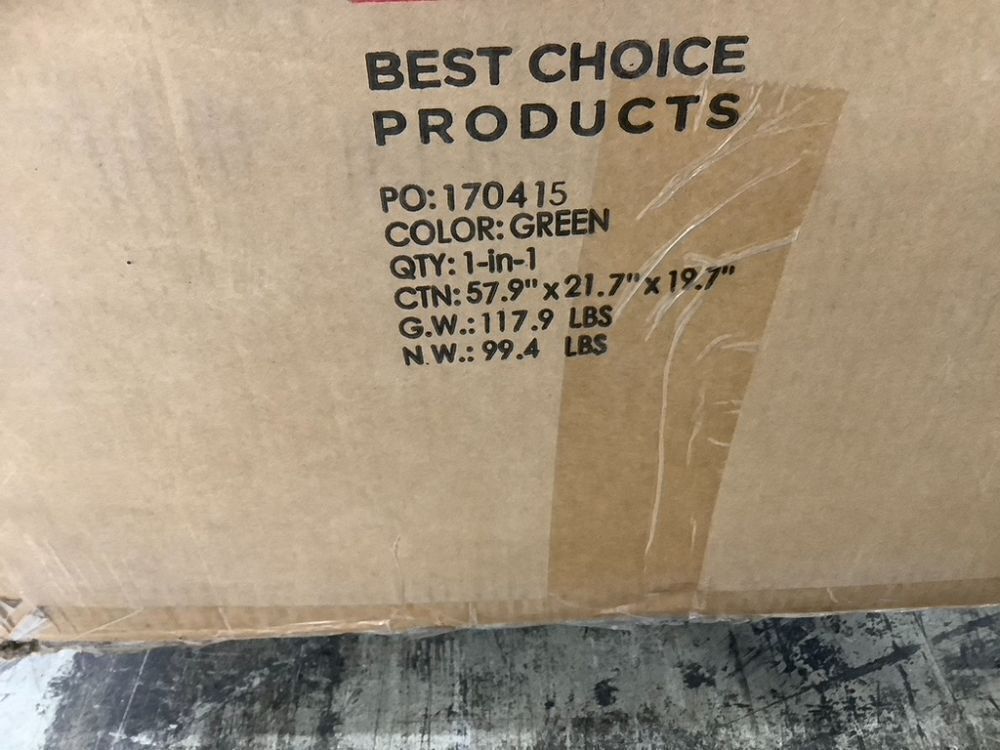 BEST CHOICE
PRODUCTS
PO:170415
COLOR: GREEN
QTY: 1-in-1
CTN: 57.9" x 21.7" x 19.7"
G.W.: 117.9 LBS
N.W.: 99.4 LBS